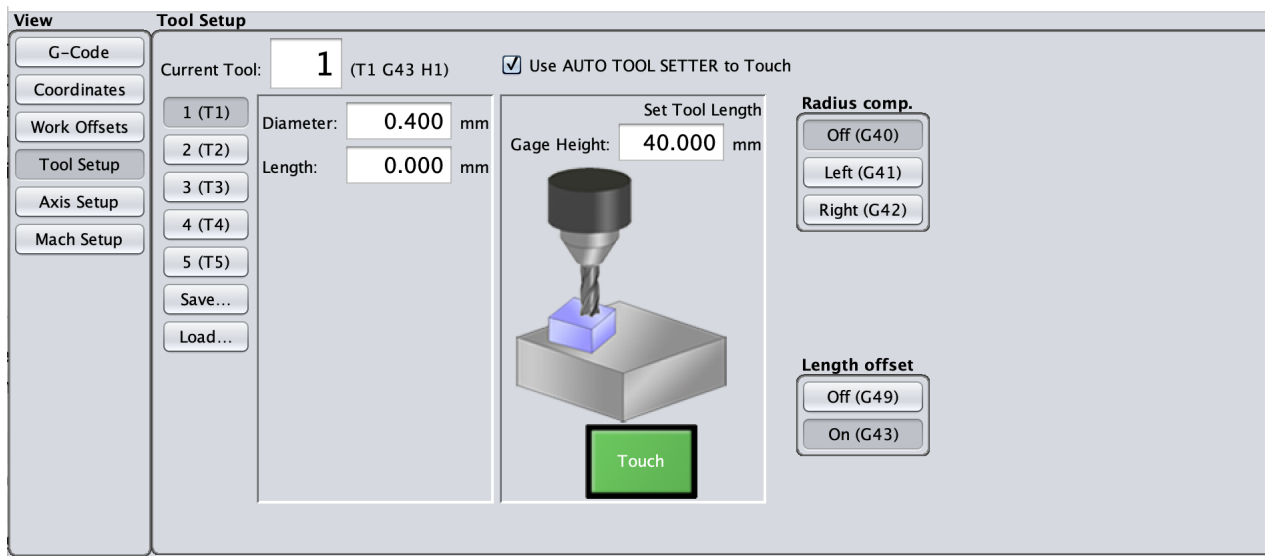 View
G-Code
Coordinates
Work Offsets
Tool Setup
Axis Setup
Mach Setup
Tool Setup
Current Tool: 1 (T1 G43 H1)
Use AUTO TOOL SETTER to Touch
1 (T1)
2 (T2)
3 (T3)
4 (T4)
5 (T5)
Save...
Load...
Diameter: 0.400 mm
Length: 0.000 mm
Set Tool Length
Gage Height: 40.000 mm
Touch
Radius comp.
Off (G40)
Left (G41)
Right (G42)
Length offset
Off (G49)
On (G43)